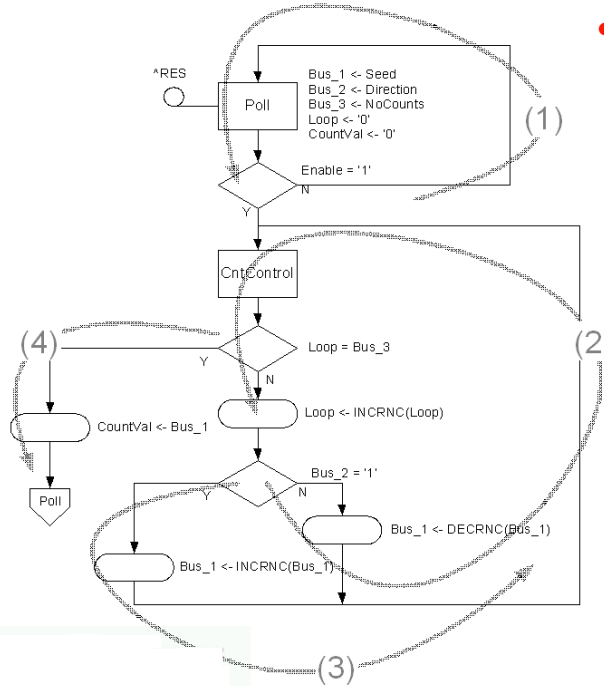 ^RES
Poll
Bus_1 <- Seed
Bus_2 <- Direction
Bus_3 <- NoCounts
Loop <- '0'
CountVal <- '0'
(1)
Enable = '1'
N
Y
CntControl
(2)
(4)
Loop = Bus_3
Y
N
Loop <- INCRNC(Loop)
CountVal <- Bus_1
Poll
Bus_2 = '1'
Y
N
Bus_1 <- DECRNC(Bus_1)
Bus_1 <- INCRNC(Bus_1)
(3)